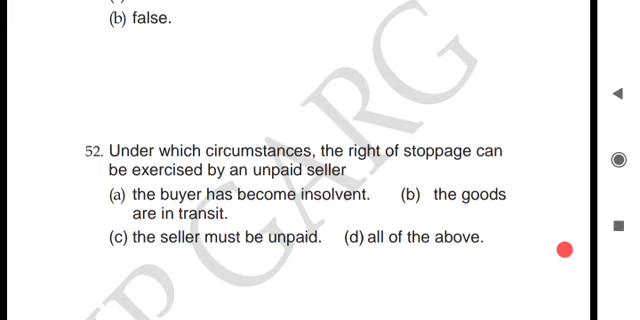 (b) false.
52. Under which circumstances, the right of stoppage can
be exercised by an unpaid seller
(a) the buyer has become insolvent. (b) the goods
are in transit.
(c) the seller must be unpaid. (d) all of the above.
P GARG